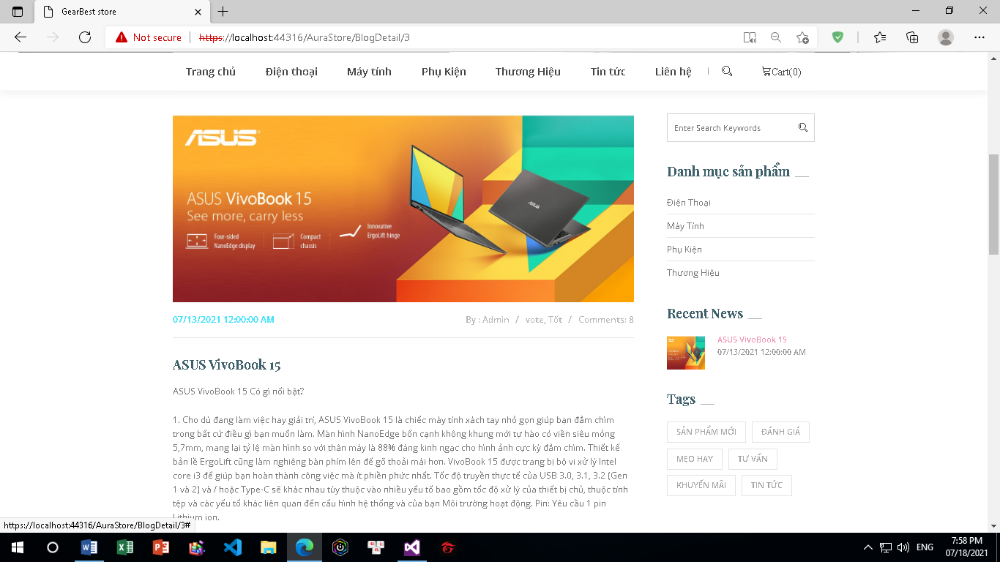 GearBest store
Not secure
https://localhost:44316/AuraStore/BlogDetail/3
Trang chủ
Điện thoại
Máy tính
Phụ Kiện
Thương Hiệu
Tin tức
Liên hệ
Cart(0)
ASUS
ASUS VivoBook 15
See more, carry less
Four-sided
NanoEdge display
Compact
chassis
Innovative
ErgoLift hinge
ASUS
07/13/2021 12:00:00 AM
By : Admin / vote, Tốt / Comments: 8
ASUS VivoBook 15
ASUS VivoBook 15 Có gì nổi bật?
1. Cho dù đang làm việc hay giải trí, ASUS VivoBook 15 là chiếc máy tính xách tay nhỏ gọn giúp bạn đắm chìm
trong bất cứ điều gì bạn muốn làm. Màn hình NanoEdge bốn cạnh không khung mới tự hào có viền siêu mỏng
5,7mm, mang lại tỷ lệ màn hình so với thân máy là 88% đáng kinh ngạc cho hình ảnh cực kỳ đắm chìm. Thiết kế
bản lề ErgoLift cũng làm nghiêng bàn phím lên để gõ thoải mái hơn. VivoBook 15 được trang bị bộ vi xử lý Intel
core i3 để giúp bạn hoàn thành công việc mà ít phiền phức nhất. Tốc độ truyền thực tế của USB 3.0, 3.1, 3.2 (Gen
1 và 2) và / hoặc Type-C sẽ khác nhau tùy thuộc vào nhiều yếu tố bao gồm tốc độ xử lý của thiết bị chủ, thuộc tính
tệp và các yếu tố khác liên quan đến cấu hình hệ thống và của bạn Môi trường hoạt động. Pin: Yêu cầu 1 pin
Lithium ion.
Enter Search Keywords
Danh mục sản phẩm
Điện Thoại
Máy Tính
Phụ Kiện
Thương Hiệu
Recent News
ASUS VivoBook 15
07/13/2021 12:00:00 AM
Tags
SẢN PHẨM MỚI
ĐÁNH GIÁ
MẸO HAY
TƯ VẤN
KHUYẾN MÃI
TIN TỨC
https://localhost:44316/AuraStore/BlogDetail/3#
ENG
7:58 PM
07/18/2021